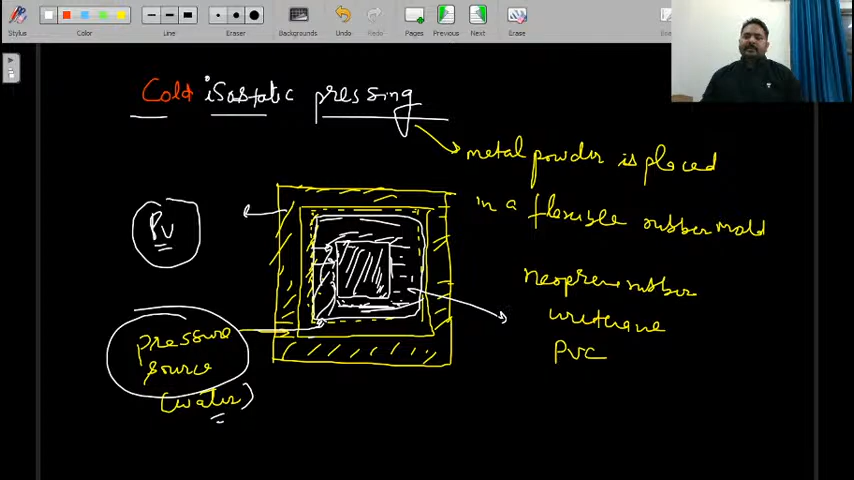 Stylus
Color
Line
Eraser
Backgrounds
Undo
Redo
Pages
Previous
Next
Erase
Cold isostatic pressing
metal powder is placed
in a flexible rubber mold
PV
neoprene rubber
urethane
PVC
pressure
source
(water)